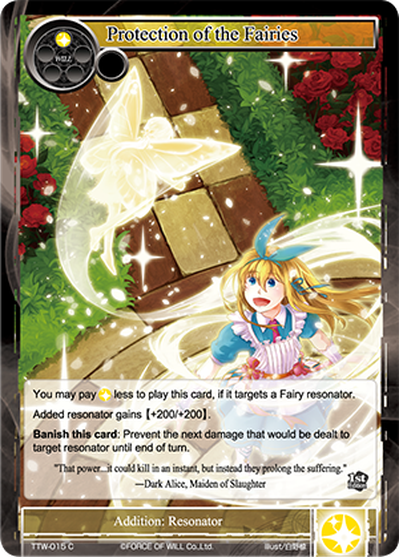 Protection of the Fairies
WILL
You may pay less to play this card, if it targets a Fairy resonator.
Added resonator gains 【+200/+200】.
Banish this card: Prevent the next damage that would be dealt to
target resonator until end of turn.
"That power...it could kill in an instant, but instead they prolong the suffering."
—Dark Alice, Maiden of Slaughter
1st
Edition
Addition: Resonator
TTW-015 C
©FORCE OF WILL Co.,Ltd.
Illust/